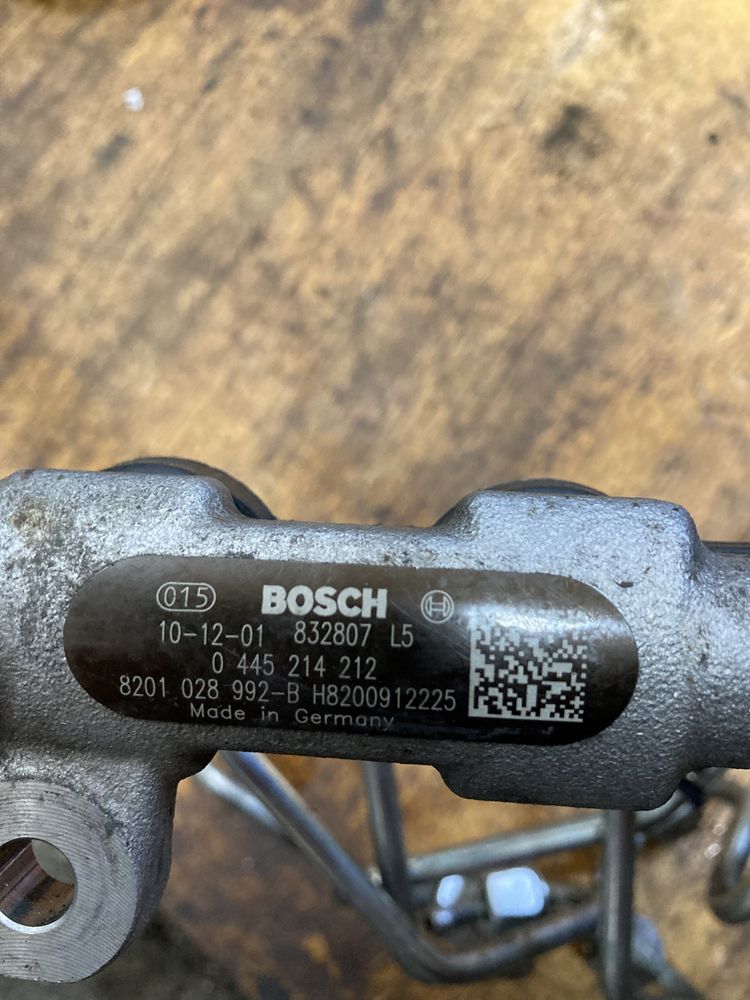 015 BOSCH
10-12-01 832807 L5
0 445 214 212
8201 028 992-B H8200912225
Made in Germany